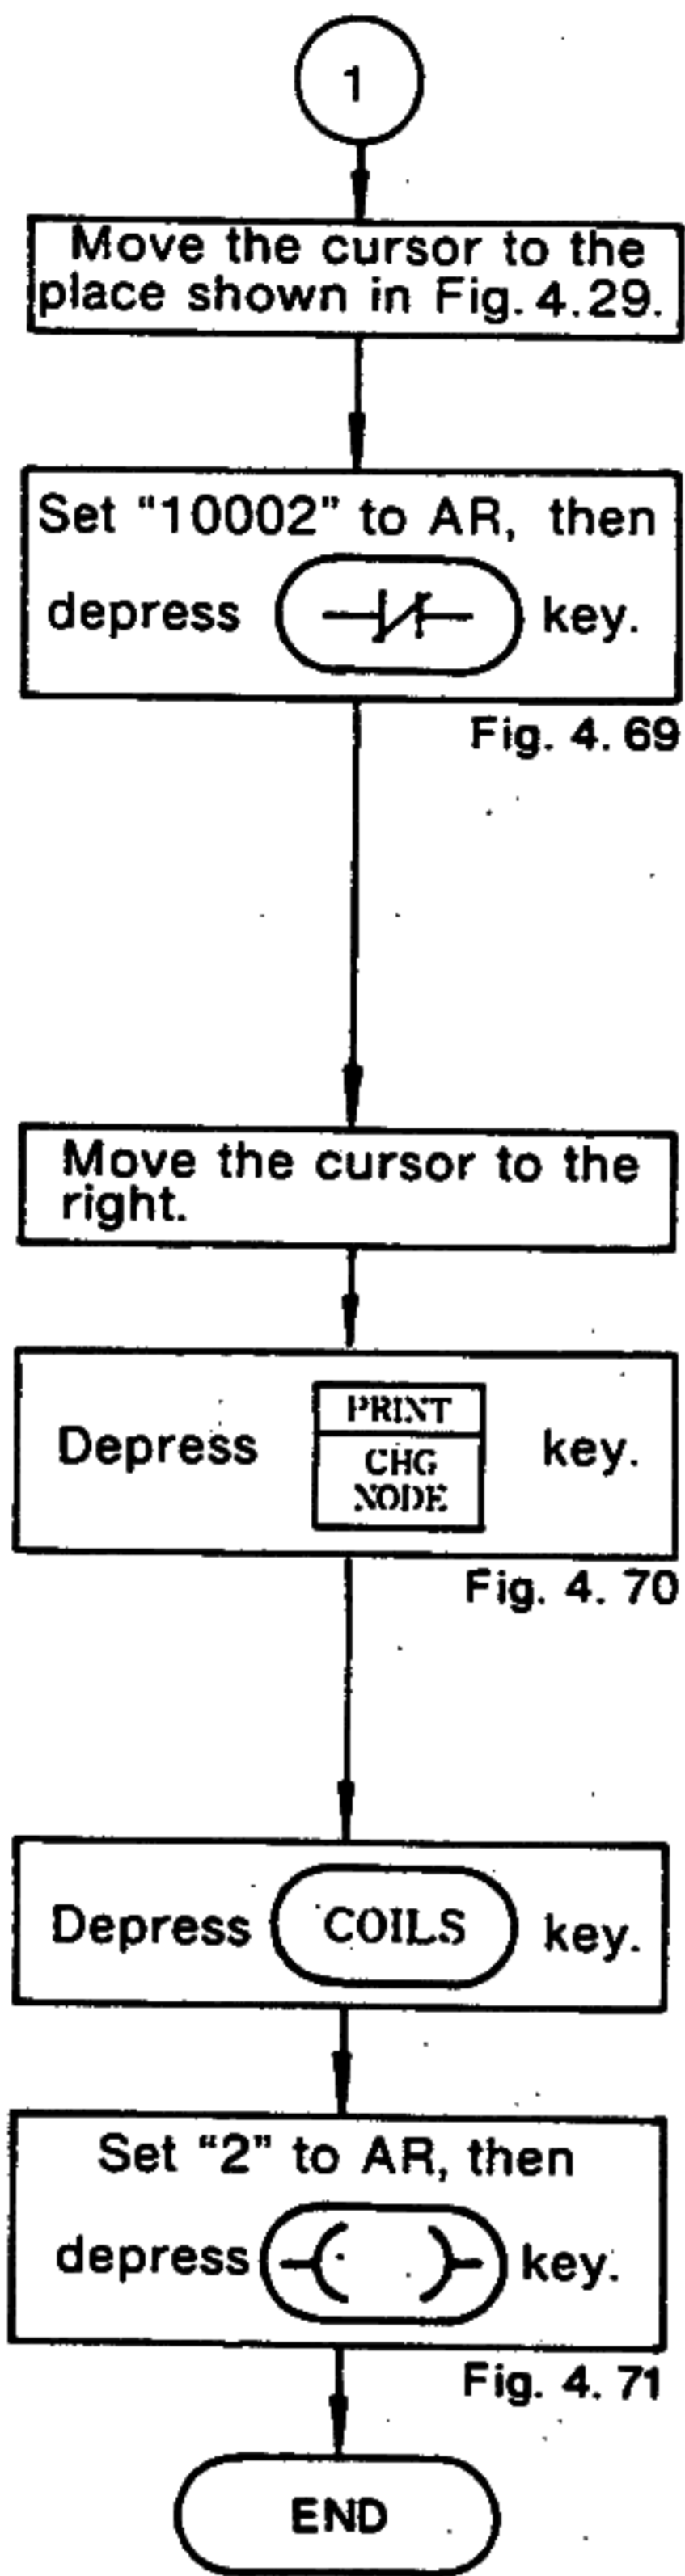 1
Move the cursor to the
place shown in Fig. 4.29.
Set "10002" to AR, then
depress key.
Fig. 4. 69
Move the cursor to the
right.
PRINT
Depress key.
CHG
NODE
Fig. 4. 70
Depress COILS key.
Set "2" to AR, then
depress key.
Fig. 4. 71
END